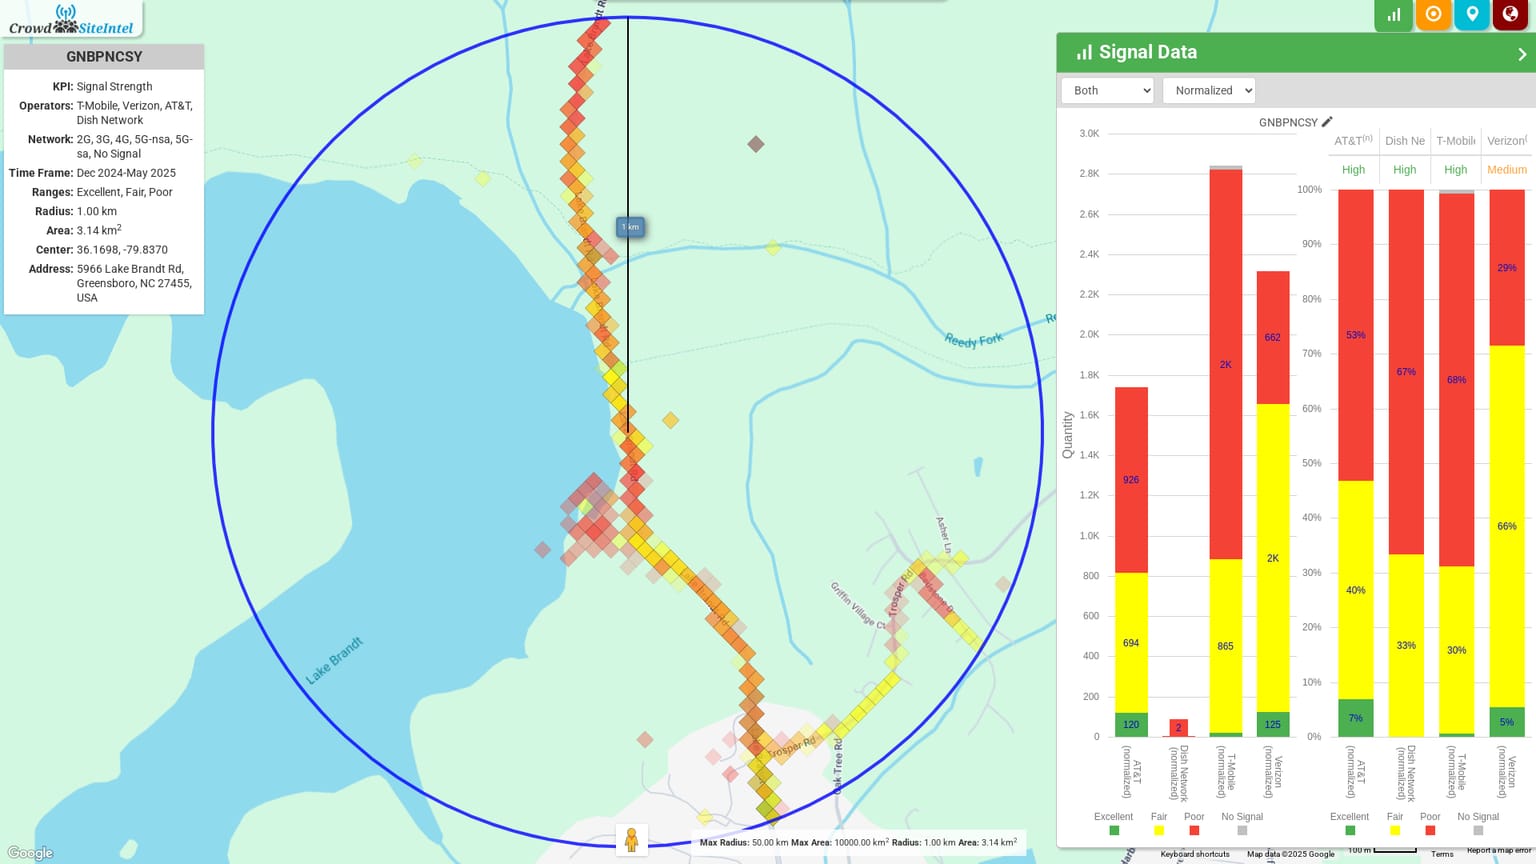 CrowdSiteIntel
GNBPNCSY
KPI: Signal Strength
Operators: T-Mobile, Verizon, AT&T,
Dish Network
Network: 2G, 3G, 4G, 5G-nsa, 5G-
sa, No Signal
Time Frame: Dec 2024-May 2025
Ranges: Excellent, Fair, Poor
Radius: 1.00 km
Area: 3.14 km²
Center: 36.1698, -79.8370
Address: 5966 Lake Brandt Rd,
Greensboro, NC 27455,
USA
1 km
Reedy Fork
Re
Asher Ln
Griffin Village Ct
Trosper Rd
Lake Brandt
Trosper Rd
Oak Tree Rd
Google
Max Radius: 50.00 km Max Area: 10000.00 km² Radius: 1.00 km Area: 3.14 km²
Signal Data
Both
Normalized
GNBPNCSY
3.0K
2.8K
2.6K
2.4K
2.2K
2.0K
1.8K
1.6K
1.4K
1.2K
1.0K
800
600
400
200
0
Quantity
926
694
120
2
2K
865
662
2K
125
AT&T (normalized)
Dish Network (normalized)
T-Mobile (normalized)
Verizon (normalized)
Excellent
Fair
Poor
No Signal
AT&T(n)
Dish Ne
T-Mobile
Verizon(
High
High
High
Medium
100%
90%
80%
70%
60%
50%
40%
30%
20%
10%
0%
53%
40%
7%
67%
33%
68%
30%
29%
66%
5%
AT&T (normalized)
Dish Network (normalized)
T-Mobile (normalized)
Verizon (normalized)
Excellent
Fair
Poor
No Signal
Keyboard shortcuts
Map data ©2025 Google
100 m
Terms
Report a map error